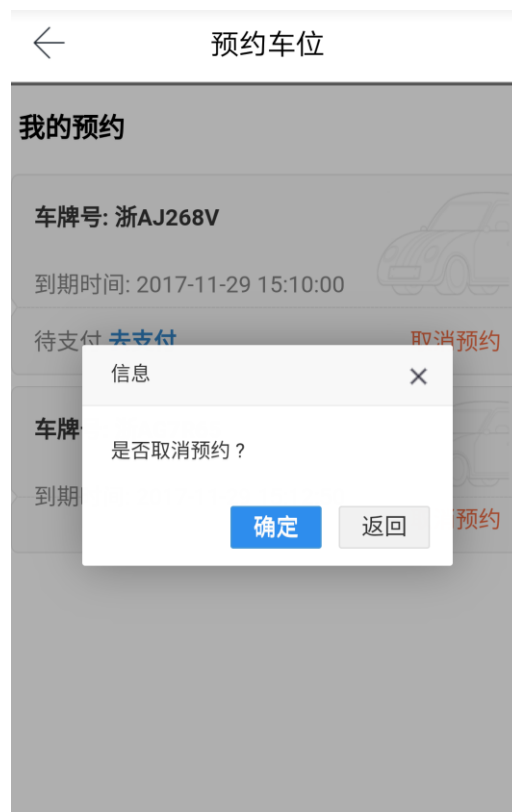 预约车位
我的预约
车牌号: 浙AJ268V
到期时间: 2017-11-29 15:10:00
待支付 去支付 取消预约
信息
车牌
是否取消预约？
到期
确定 返回 预约